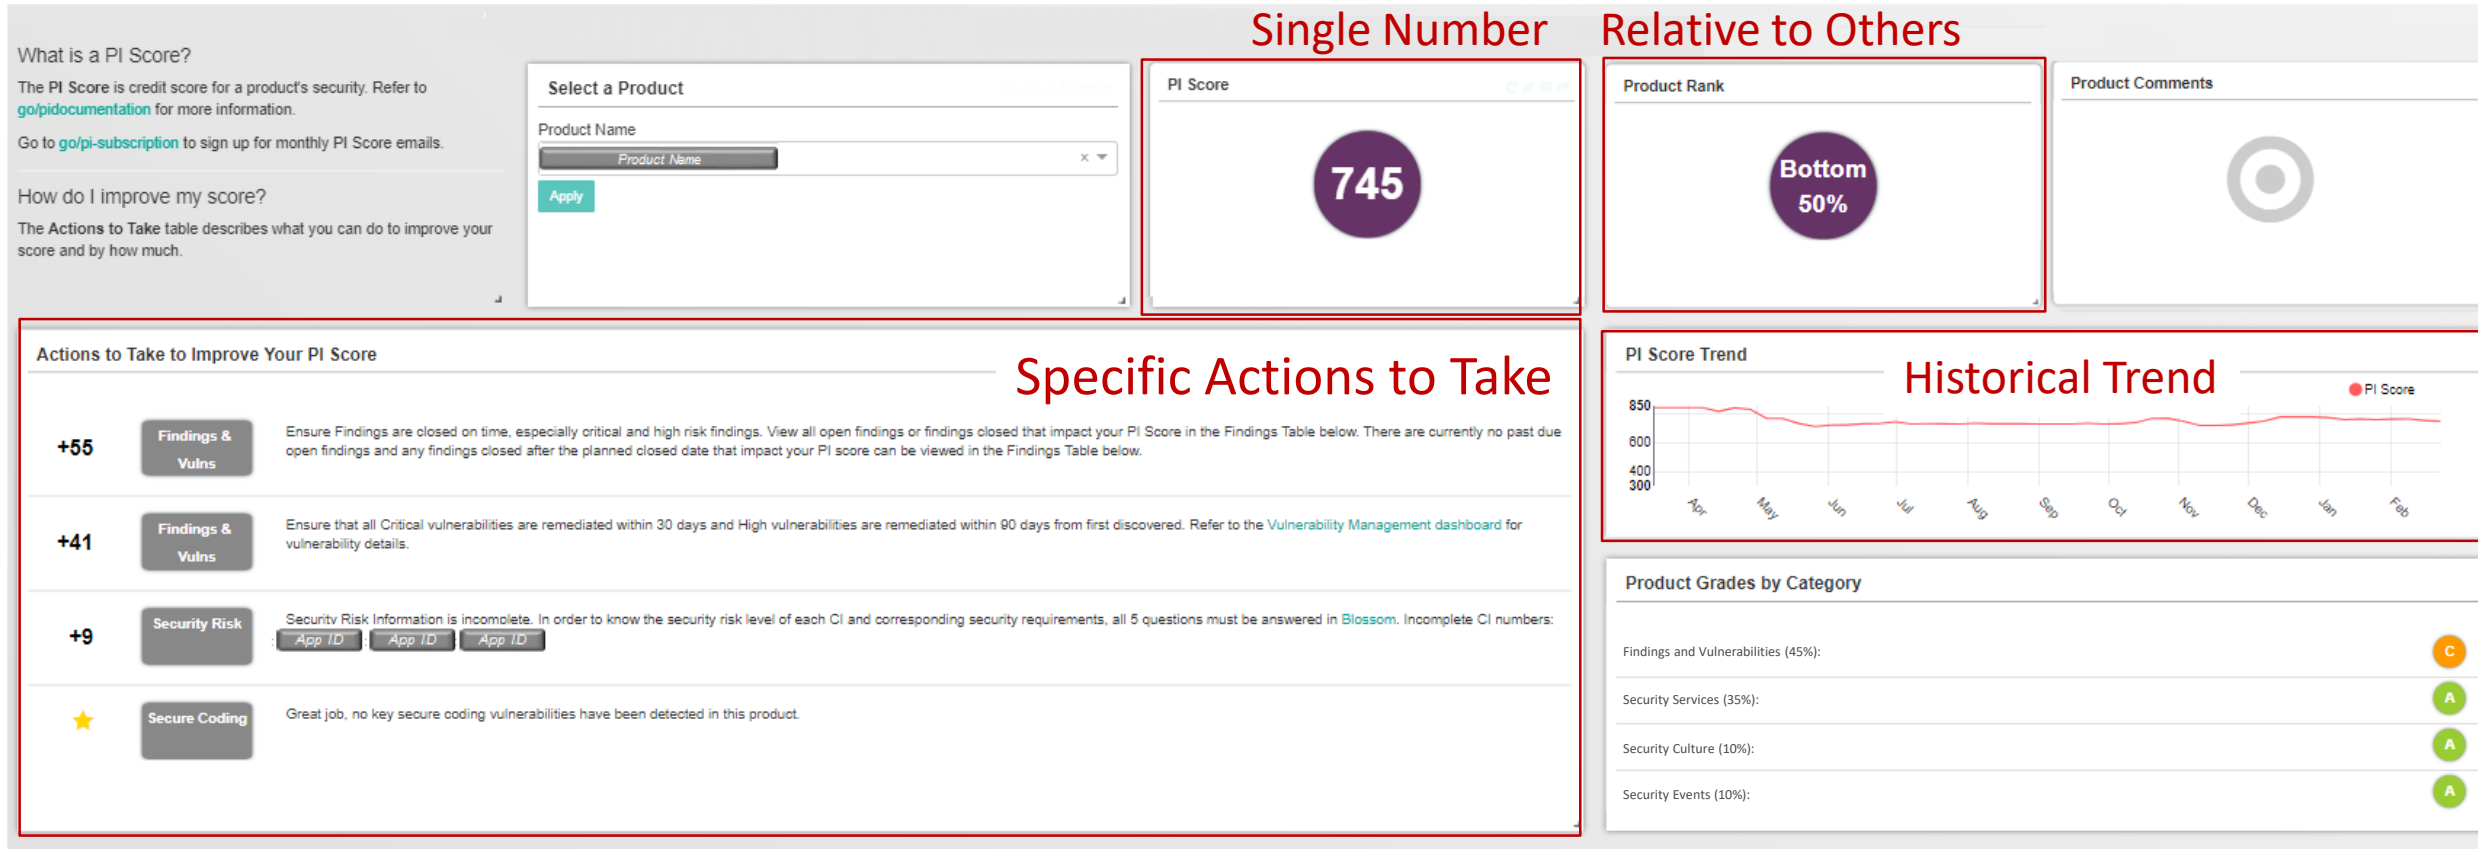 Single Number
Relative to Others
What is a PI Score?
The PI Score is credit score for a product's security. Refer to
go/pidocumentation for more information.
Go to go/pi-subscription to sign up for monthly PI Score emails.
How do I improve my score?
The Actions to Take table describes what you can do to improve your
score and by how much.
Select a Product
Product Name
Product Name
x
Apply
PI Score
745
Product Rank
Bottom
50%
Product Comments
Actions to Take to Improve Your PI Score
Specific Actions to Take
+55
Findings &
Vulns
Ensure Findings are closed on time, especially critical and high risk findings. View all open findings or findings closed that impact your PI Score in the Findings Table below. There are currently no past due
open findings and any findings closed after the planned closed date that impact your PI score can be viewed in the Findings Table below.
+41
Findings &
Vulns
Ensure that all Critical vulnerabilities are remediated within 30 days and High vulnerabilities are remediated within 90 days from first discovered. Refer to the Vulnerability Management dashboard for
vulnerability details.
+9
Security Risk
Security Risk Information is incomplete. In order to know the security risk level of each CI and corresponding security requirements, all 5 questions must be answered in Blossom. Incomplete CI numbers:
App ID App ID App ID
Secure Coding
Great job, no key secure coding vulnerabilities have been detected in this product.
PI Score Trend
Historical Trend
PI Score
850
600
400
300
Apr May Jun Jul Aug Sep Oct Nov Dec Jan Feb
Product Grades by Category
Findings and Vulnerabilities (45%):
C
Security Services (35%):
A
Security Culture (10%):
A
Security Events (10%):
A